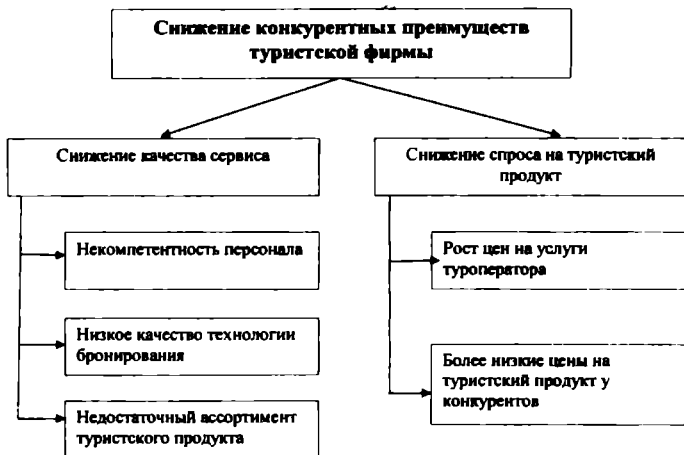 Снижение конкурентных преимуществ
туристской фирмы
Снижение качества сервиса
Снижение спроса на туристский
продукт
Некомпетентность персонала
Рост цен на услуги
туроператора
Низкое качество технологии
бронирования
Более низкие цены на
туристский продукт у
конкурентов
Недостаточный ассортимент
туристского продукта